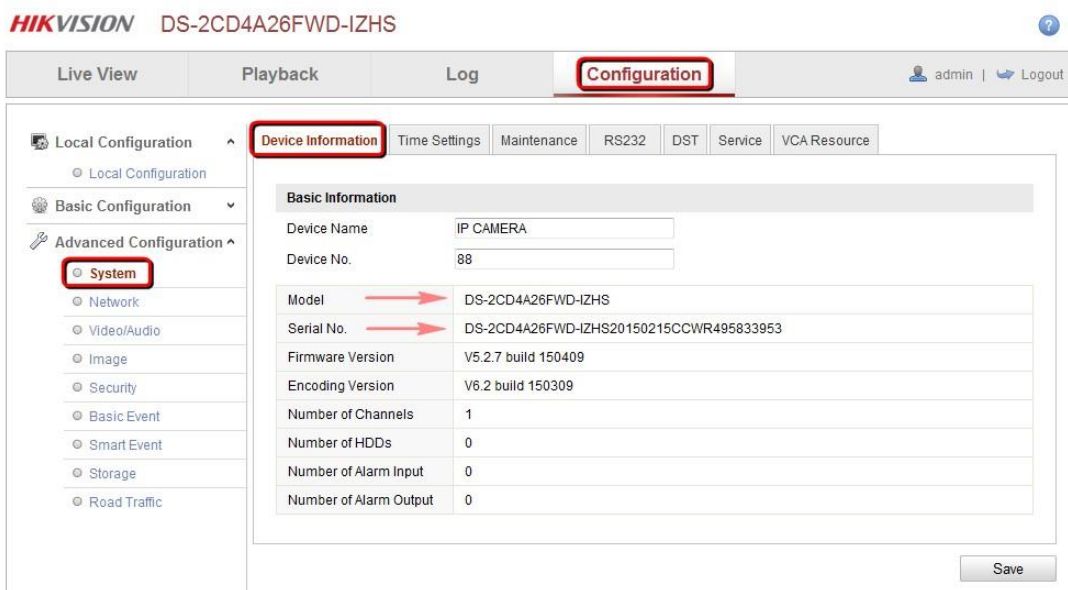 HIKVISION DS-2CD4A26FWD-IZHS
Live View Playback Log Configuration admin | Logout
Local Configuration
Local Configuration
Basic Configuration
Advanced Configuration
System
Network
Video/Audio
Image
Security
Basic Event
Smart Event
Storage
Road Traffic
Device Information Time Settings Maintenance RS232 DST Service VCA Resource
Basic Information
Device Name IP CAMERA
Device No. 88
Model DS-2CD4A26FWD-IZHS
Serial No. DS-2CD4A26FWD-IZHS20150215CCWR495833953
Firmware Version V5.2.7 build 150409
Encoding Version V6.2 build 150309
Number of Channels 1
Number of HDDs 0
Number of Alarm Input 0
Number of Alarm Output 0
Save